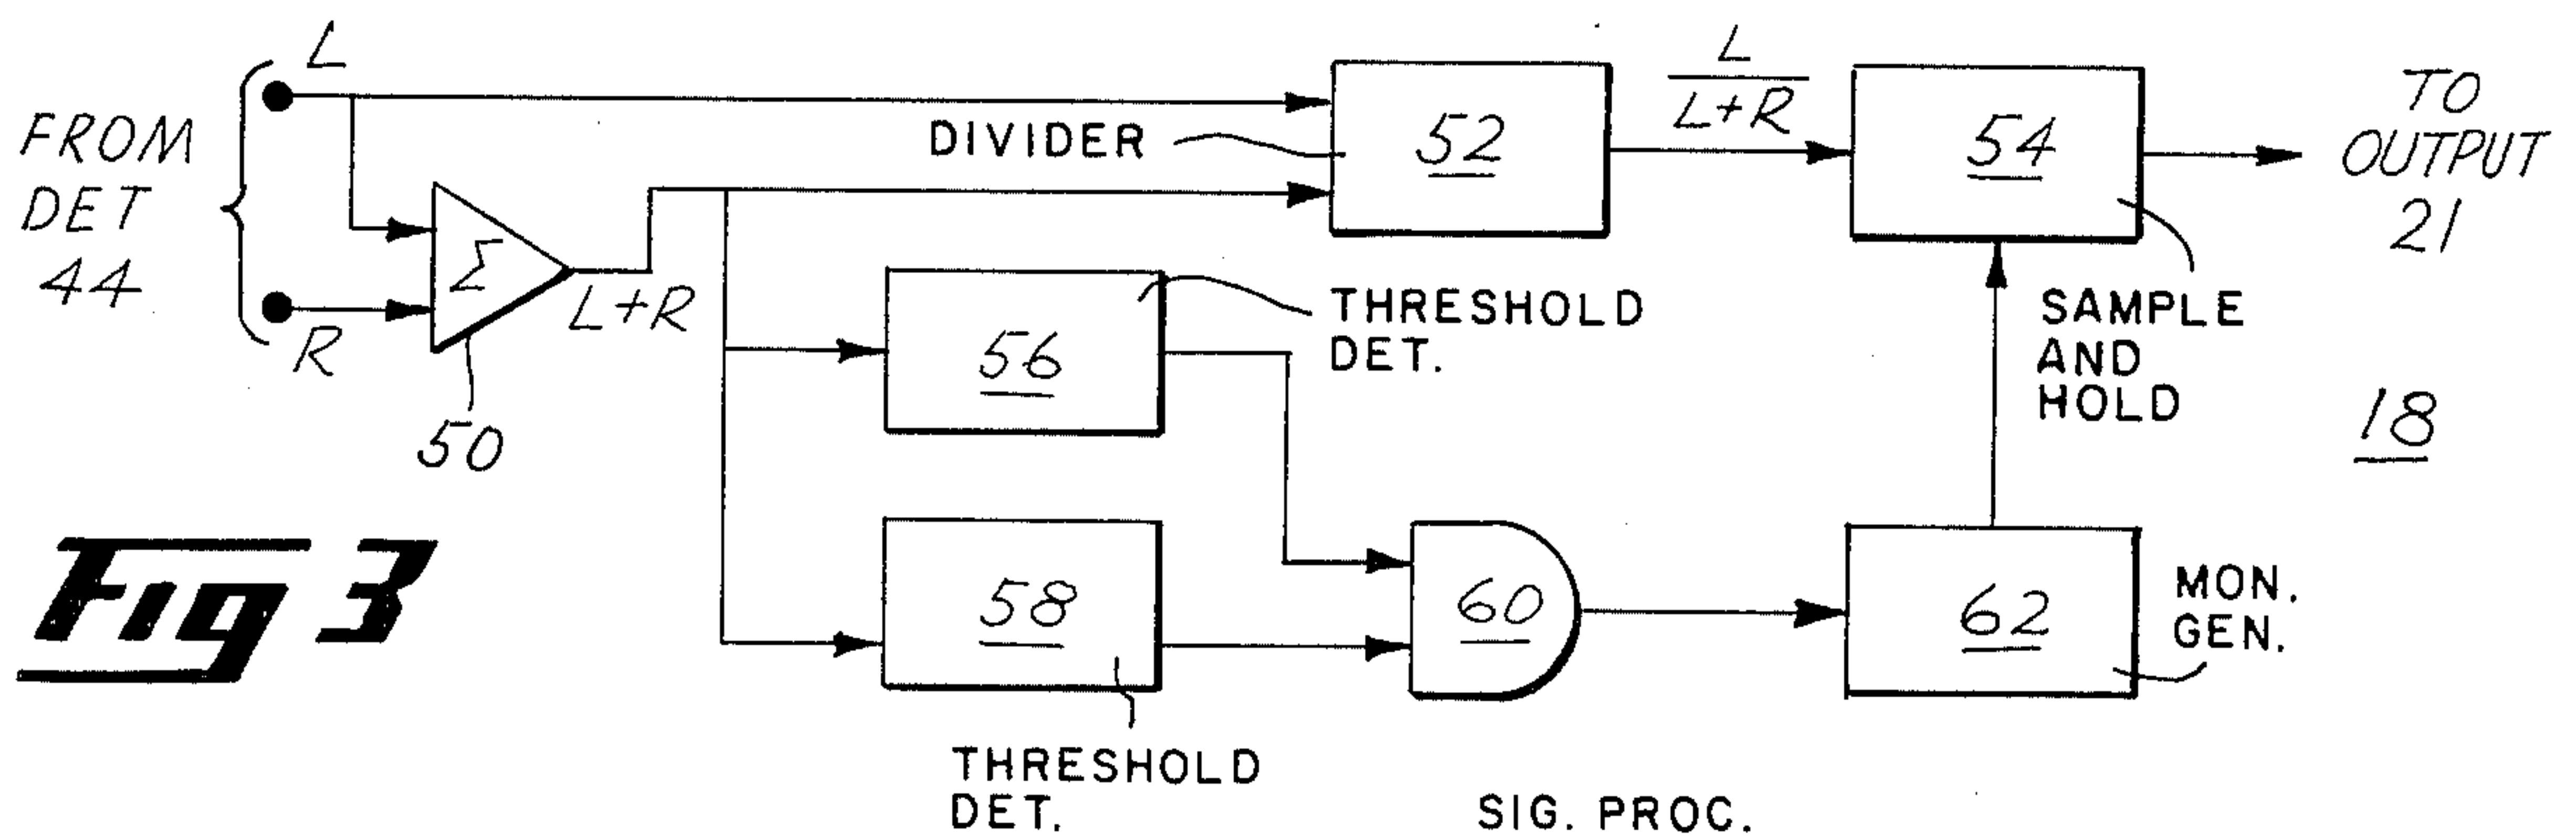 L
FROM
DET
44
R
Σ
L+R
50
DIVIDER
52
L
L+R
54
TO
OUTPUT
21
SAMPLE
AND
HOLD
56
THRESHOLD
DET.
18
58
THRESHOLD
DET.
60
62
MON.
GEN.
Fig 3
SIG. PROC.